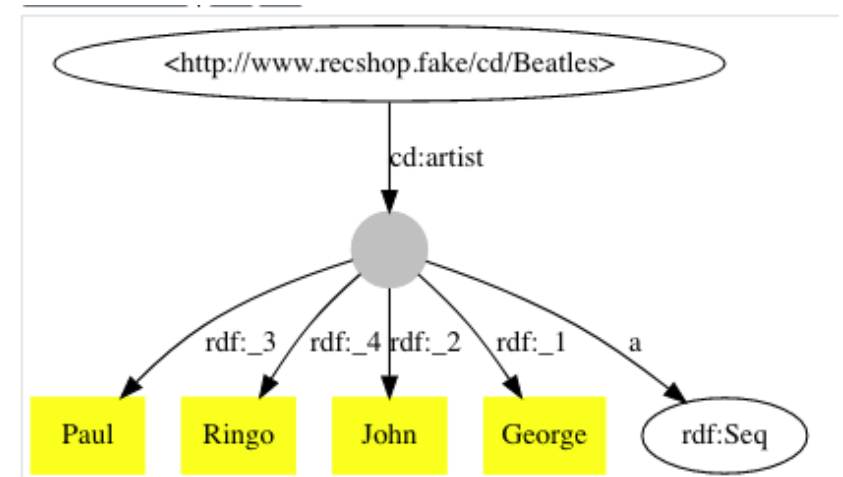 <http://www.recshop.fake/cd/Beatles>
cd:artist
rdf:_3 rdf:_4 rdf:_2 rdf:_1 a
Paul Ringo John George rdf:Seq